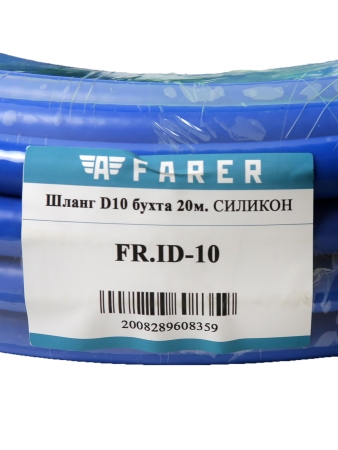 A FARER
Шланг D10 бухта 20м. СИЛИКОН
FR.ID-10
2008289608359